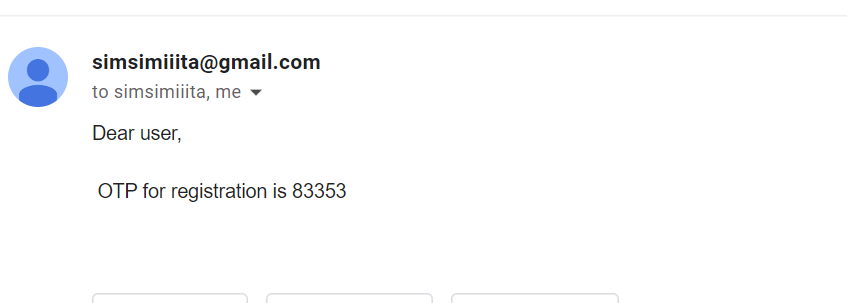 simsimiiita@gmail.com
to simsimiiita, me
Dear user,
OTP for registration is 83353